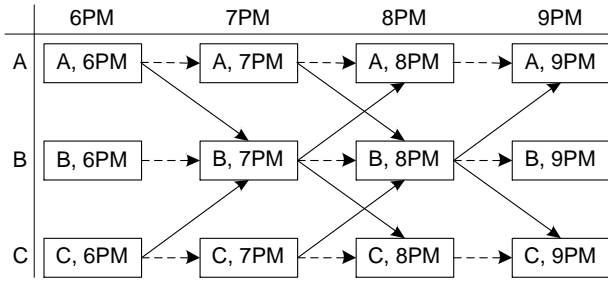 6PM 7PM 8PM 9PM
A A, 6PM A, 7PM A, 8PM A, 9PM
B B, 6PM B, 7PM B, 8PM B, 9PM
C C, 6PM C, 7PM C, 8PM C, 9PM